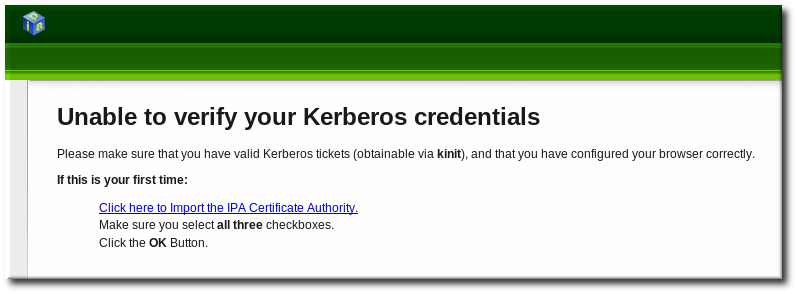 Unable to verify your Kerberos credentials
Please make sure that you have valid Kerberos tickets (obtainable via kinit), and that you have configured your browser correctly.
If this is your first time:
Click here to Import the IPA Certificate Authority.
Make sure you select all three checkboxes.
Click the OK Button.